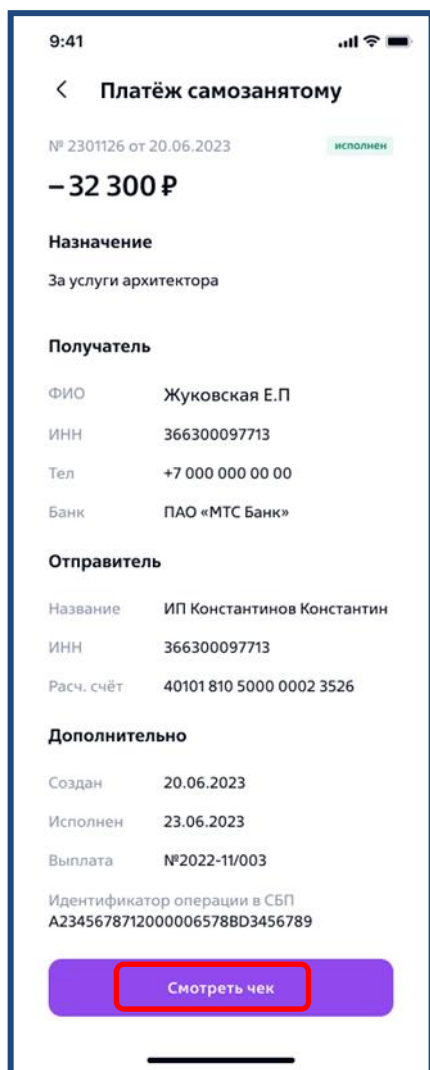 9:41
Платёж самозанятому
№ 2301126 от 20.06.2023 исполнен
– 32 300 ₽
Назначение
За услуги архитектора
Получатель
ФИО Жуковская Е.П
ИНН 366300097713
Тел +7 000 000 00 00
Банк ПАО «МТС Банк»
Отправитель
Название ИП Константинов Константин
ИНН 366300097713
Расч. счёт 40101 810 5000 0002 3526
Дополнительно
Создан 20.06.2023
Исполнен 23.06.2023
Выплата №2022-11/003
Идентификатор операции в СБП
A2345678712000006578BD3456789
Смотреть чек